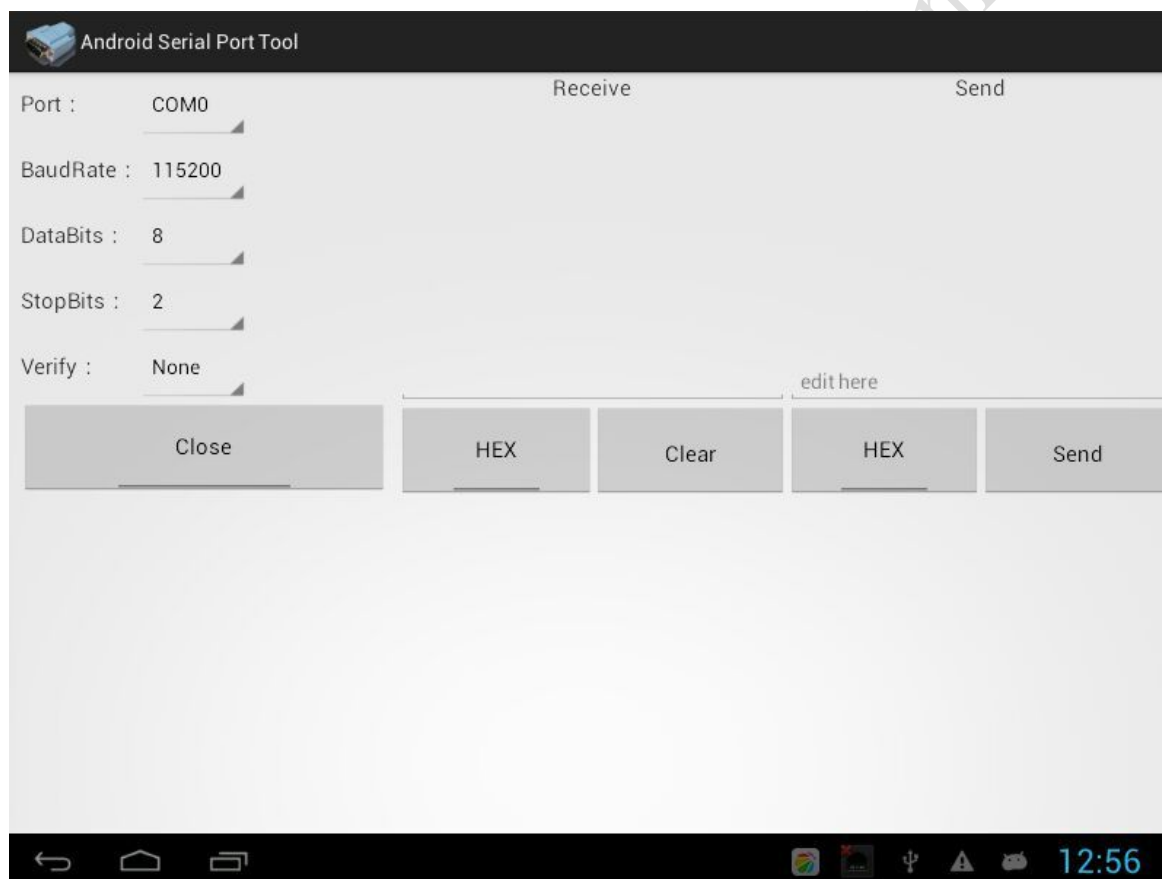 Android Serial Port Tool
Receive
Send
Port :
COM0
BaudRate :
115200
DataBits :
8
StopBits :
2
Verify :
None
edit here
Close
HEX
Clear
HEX
Send
12:56